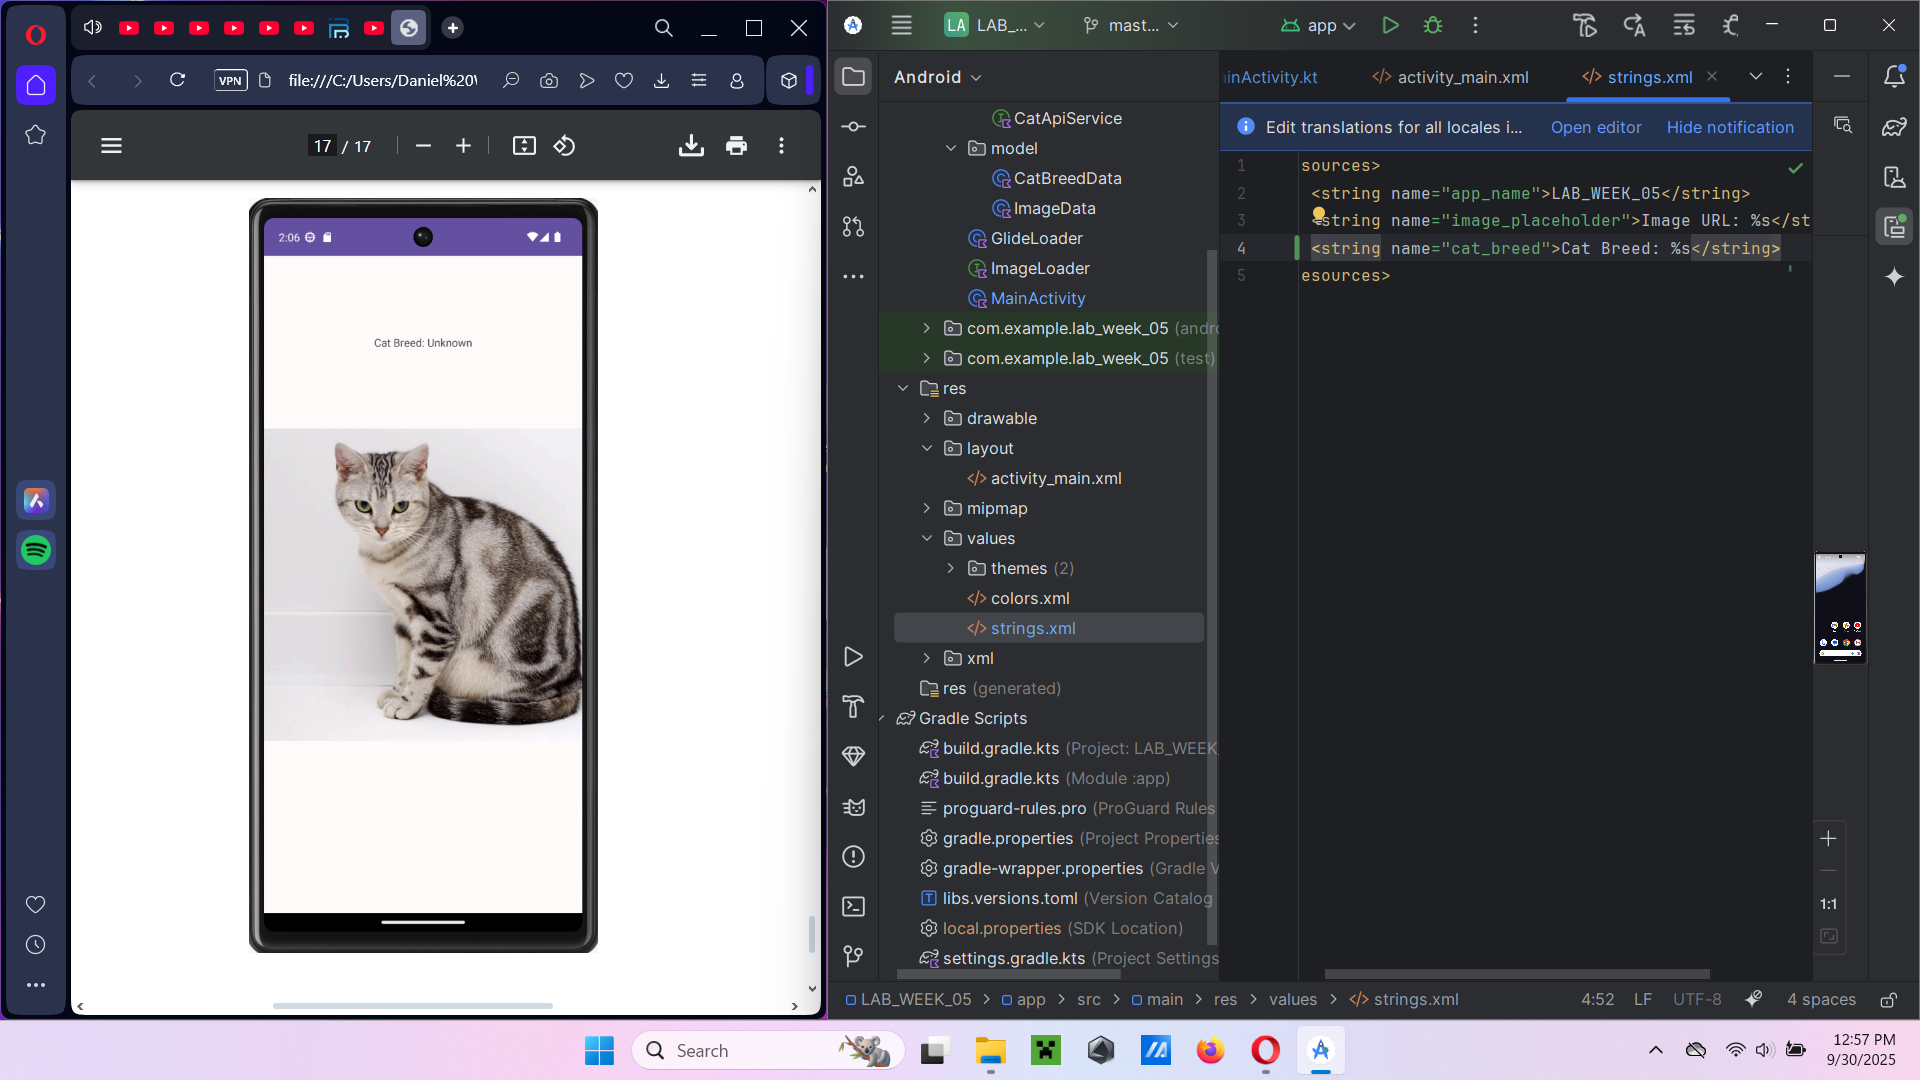 VPN
file:///C:/Users/Daniel%20
17 / 17
2:06
Cat Breed: Unknown
LA LAB_...
mast...
app
Android
CatApiService
model
CatBreedData
ImageData
GlideLoader
ImageLoader
MainActivity
com.example.lab_week_05
com.example.lab_week_05 (test)
res
drawable
layout
activity_main.xml
mipmap
values
themes (2)
colors.xml
strings.xml
xml
res (generated)
Gradle Scripts
build.gradle.kts (Project: LAB_WEEK
build.gradle.kts (Module :app)
proguard-rules.pro (ProGuard Rules
gradle.properties (Project Properties
gradle-wrapper.properties (Gradle
libs.versions.toml (Version Catalog
local.properties (SDK Location)
settings.gradle.kts (Project Settings
ainActivity.kt
activity_main.xml
strings.xml
Edit translations for all locales i...
Open editor
Hide notification
1 sources>
2 <string name="app_name">LAB_WEEK_05</string>
3 string name="image_placeholder">Image URL: %s</st
4 <string name="cat_breed">Cat Breed: %s</string>
5 esources>
1:1
LAB_WEEK_05 > app > src > main > res > values > strings.xml
4:52 LF UTF-8 4 spaces
Search
12:57 PM
9/30/2025